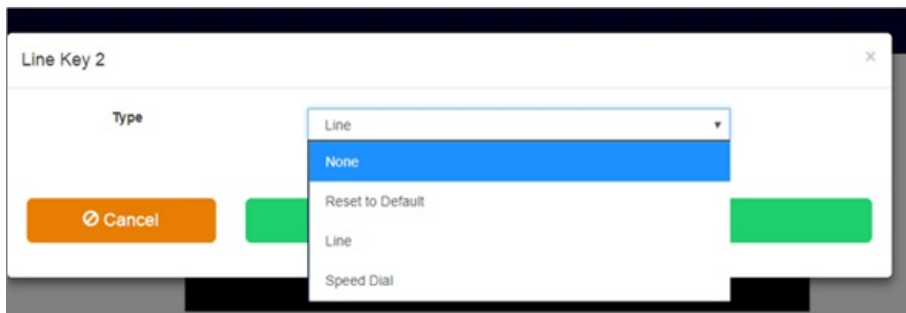 Line Key 2
×
Type
Line
None
Reset to Default
Line
Speed Dial
Cancel